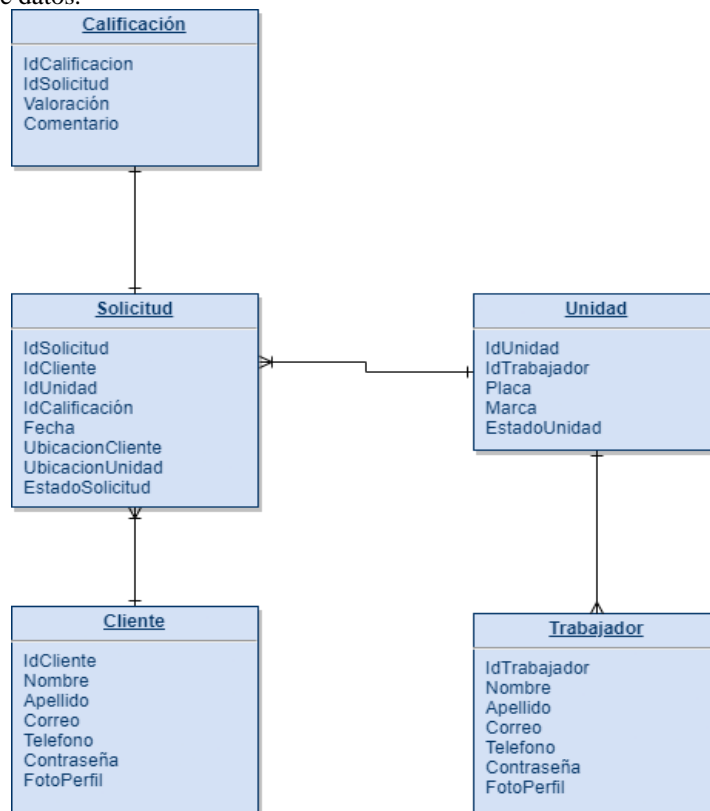 e datos.
Calificación
IdCalificacion
IdSolicitud
Valoración
Comentario
Solicitud
IdSolicitud
IdCliente
IdUnidad
IdCalificación
Fecha
UbicacionCliente
UbicacionUnidad
EstadoSolicitud
Unidad
IdUnidad
IdTrabajador
Placa
Marca
EstadoUnidad
Cliente
IdCliente
Nombre
Apellido
Correo
Telefono
Contraseña
FotoPerfil
Trabajador
IdTrabajador
Nombre
Apellido
Correo
Telefono
Contraseña
FotoPerfil